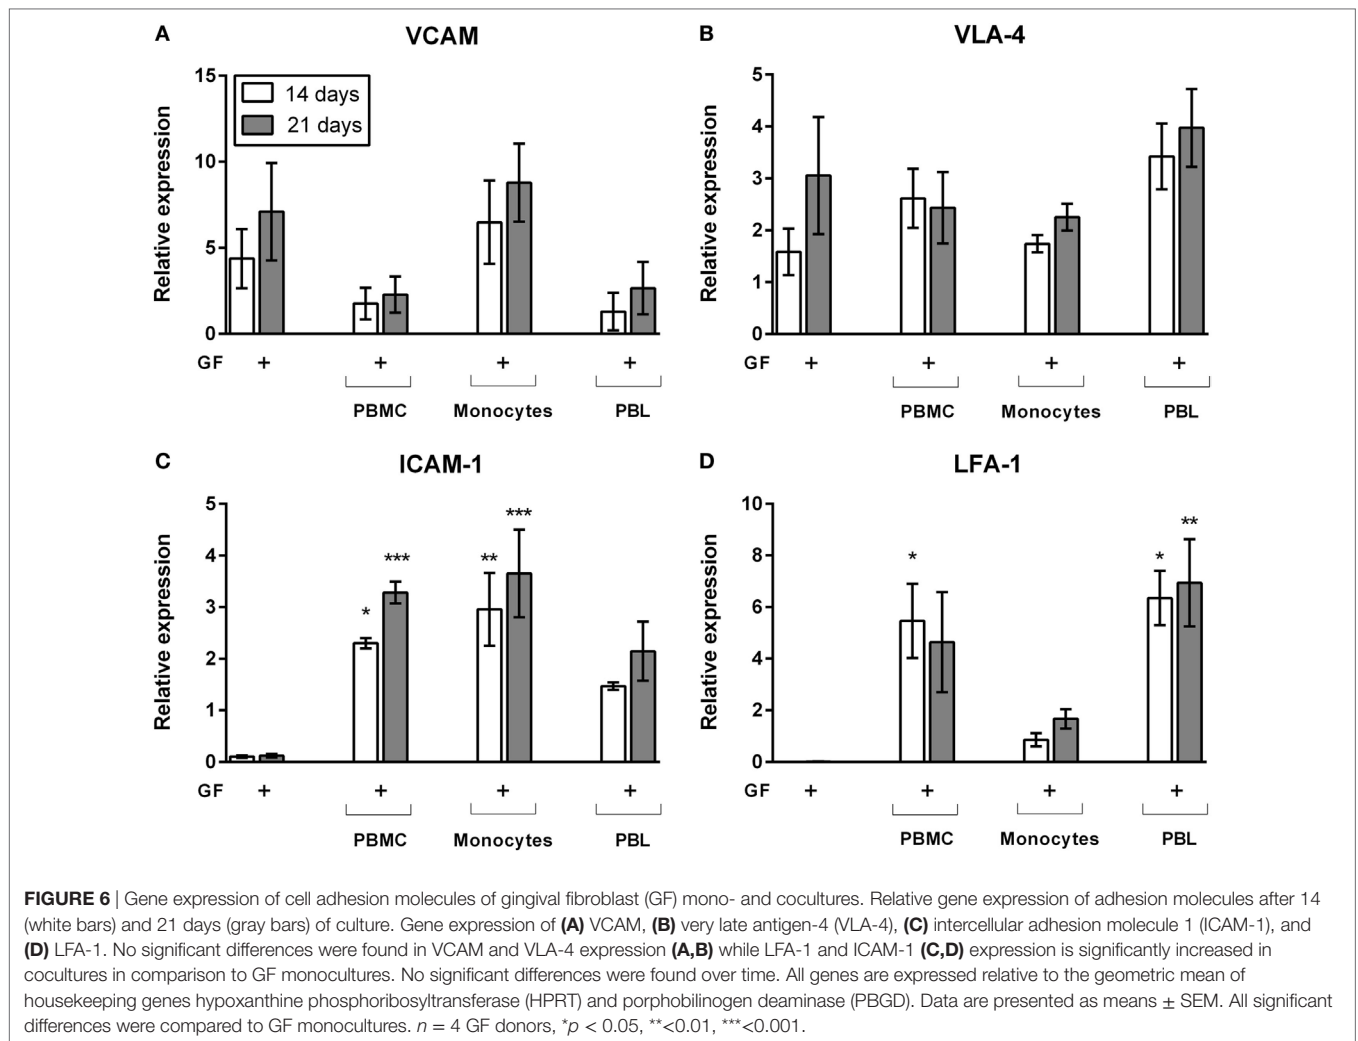 A
VCAM
15
10
5
0
Relative expression
14 days
21 days
GF + + + +
PBMC Monocytes PBL
B
VLA-4
5
4
3
2
1
0
Relative expression
GF + + + +
PBMC Monocytes PBL
C
ICAM-1
5
4
3
2
1
0
Relative expression
* *** ** ***
GF + + + +
PBMC Monocytes PBL
D
LFA-1
10
8
6
4
2
0
Relative expression
* * **
GF + + + +
PBMC Monocytes PBL
FIGURE 6 | Gene expression of cell adhesion molecules of gingival fibroblast (GF) mono- and cocultures. Relative gene expression of adhesion molecules after 14
(white bars) and 21 days (gray bars) of culture. Gene expression of (A) VCAM, (B) very late antigen-4 (VLA-4), (C) intercellular adhesion molecule 1 (ICAM-1), and
(D) LFA-1. No significant differences were found in VCAM and VLA-4 expression (A,B) while LFA-1 and ICAM-1 (C,D) expression is significantly increased in
cocultures in comparison to GF monocultures. No significant differences were found over time. All genes are expressed relative to the geometric mean of
housekeeping genes hypoxanthine phosphoribosyltransferase (HPRT) and porphobilinogen deaminase (PBGD). Data are presented as means ± SEM. All significant
differences were compared to GF monocultures. n = 4 GF donors, *p < 0.05, **<0.01, ***<0.001.